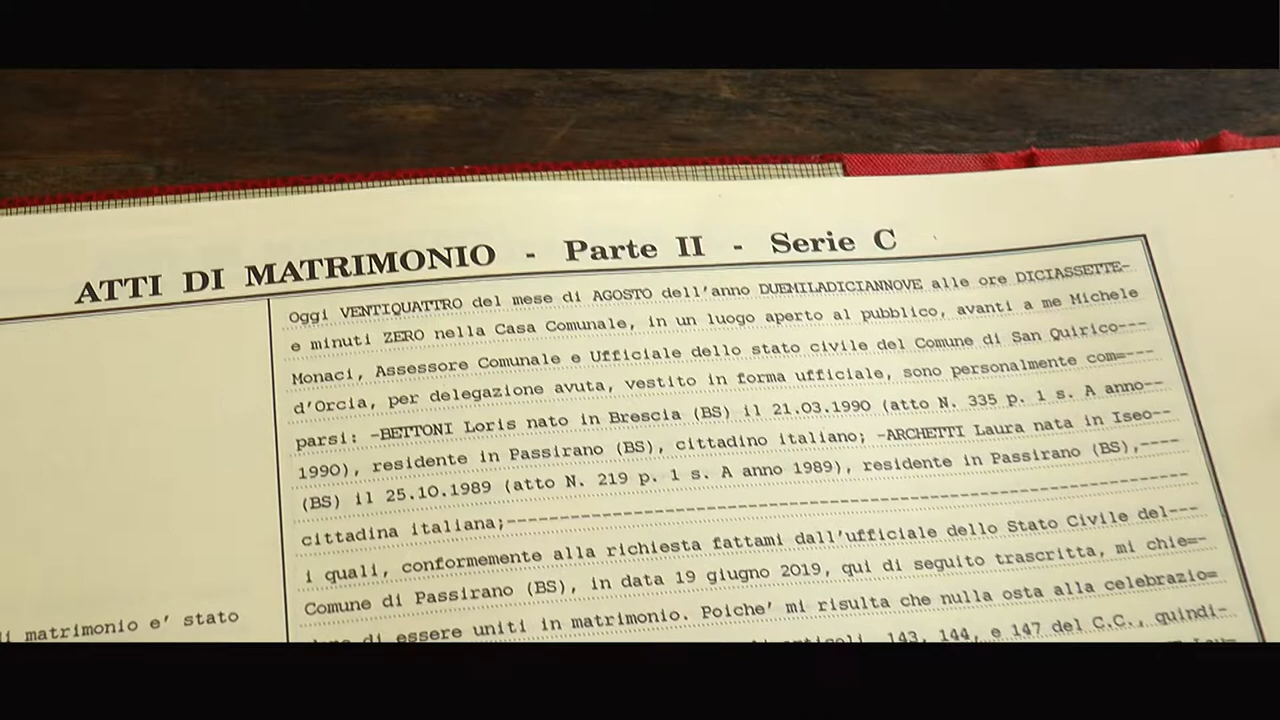 ATTI DI MATRIMONIO - Parte II - Serie C
Oggi VENTIQUATTRO del mese di AGOSTO dell'anno DUEMILADICIANNOVE alle ore DICIASSETTE-
e minuti ZERO nella Casa Comunale, in un luogo aperto al pubblico, avanti a me Michele
Monaci, Assessore Comunale e Ufficiale dello stato civile del Comune di San Quirico---
d'Orcia, per delegazione avuta, vestito in forma ufficiale, sono personalmente com=---
parsi: -BETTONI Loris nato in Brescia (BS) il 21.03.1990 (atto N. 335 p. 1 s. A anno--
1990), residente in Passirano (BS), cittadino italiano; -ARCHETTI Laura nata in Iseo--
(BS) il 25.10.1989 (atto N. 219 p. 1 s. A anno 1989), residente in Passirano (BS),----
cittadina italiana;-------------------------------------------------------------------
i quali, conformemente alla richiesta fattami dall'ufficiale dello Stato Civile del---
Comune di Passirano (BS), in data 19 giugno 2019, qui di seguito trascritta, mi chie=-
di essere uniti in matrimonio. Poiche' mi risulta che nulla osta alla celebrazio=
143, 144, e 147 del C.C., quindi-
matrimonio e' stato